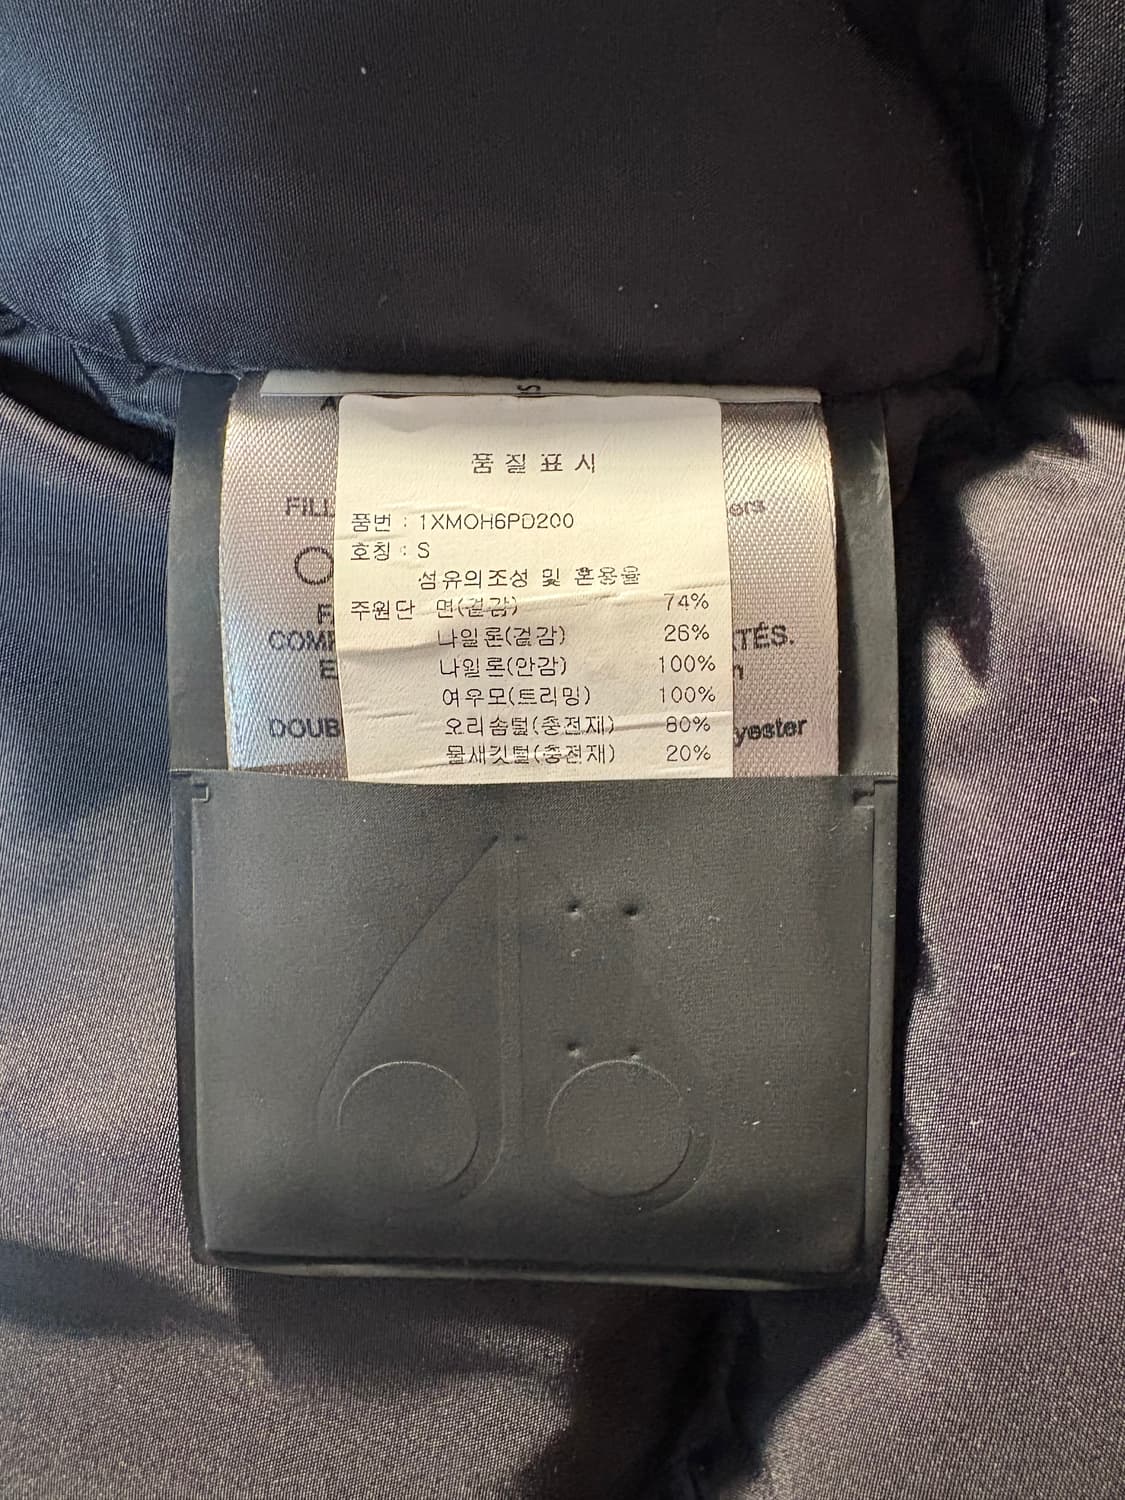 S
품 질 표 시
FILL
ers
품번 : 1XMOH6PD200
호칭 : S
섬유의조성 및 혼용율
주원단 면(겉감) 74%
나일론(겉감) 26%
COM
TÉS.
나일론(안감) 100%
여우모(트리밍) 100%
DOUB
yester
오리솜털(충전재) 80%
물새깃털(충전재) 20%